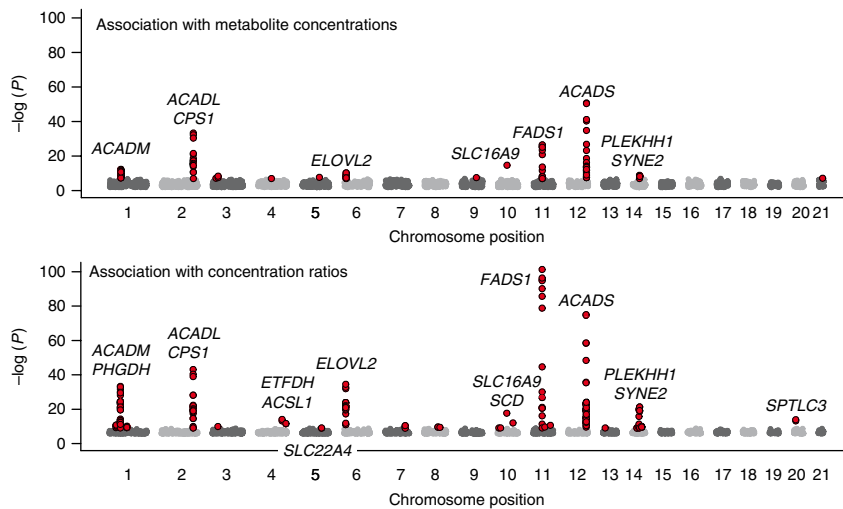 100
Association with metabolite concentrations
80
–log (P)
60
ACADL
CPS1
ACADS
40
ACADM
FADS1
PLEKHH1
SYNE2
SLC16A9
ELOVL2
20
0
1 2 3 4 5 6 7 8 9 10 11 12 13 14 15 16 17 18 19 20 21
Chromosome position
100
Association with concentration ratios
FADS1
80
ACADS
–log (P)
60
ACADL
CPS1
ACADM
PHGDH
ELOVL2
ETFDH
ACSL1
SLC16A9
SCD
PLEKHH1
SYNE2
40
SPTLC3
20
0
SLC22A4
1 2 3 4 5 6 7 8 9 10 11 12 13 14 15 16 17 18 19 20 21
Chromosome position